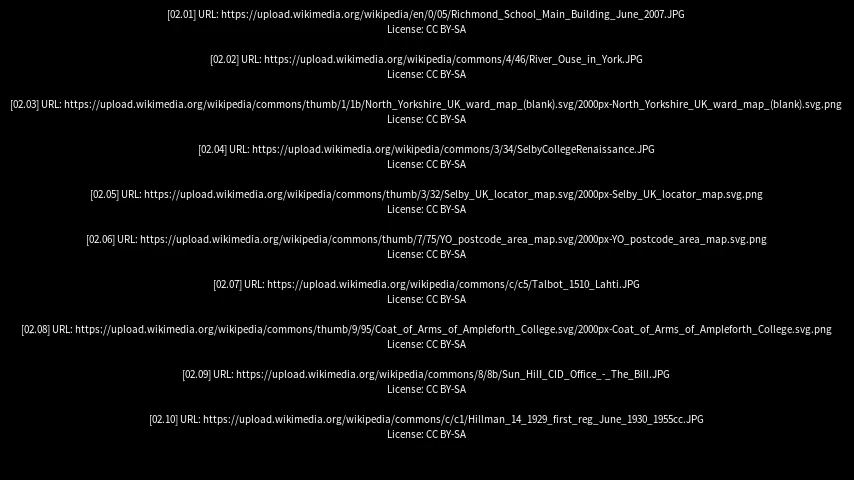 [02.01] URL: https://upload.wikimedia.org/wikipedia/en/0/05/Richmond_School_Main_Building_June_2007.JPG
License: CC BY-SA
[02.02] URL: https://upload.wikimedia.org/wikipedia/commons/4/46/River_Ouse_in_York.JPG
License: CC BY-SA
[02.03] URL: https://upload.wikimedia.org/wikipedia/commons/thumb/1/1b/North_Yorkshire_UK_ward_map_(blank).svg/2000px-North_Yorkshire_UK_ward_map_(blank).svg.png
License: CC BY-SA
[02.04] URL: https://upload.wikimedia.org/wikipedia/commons/3/34/SelbyCollegeRenaissance.JPG
License: CC BY-SA
[02.05] URL: https://upload.wikimedia.org/wikipedia/commons/thumb/3/32/Selby_UK_locator_map.svg/2000px-Selby_UK_locator_map.svg.png
License: CC BY-SA
[02.06] URL: https://upload.wikimedia.org/wikipedia/commons/thumb/7/75/YO_postcode_area_map.svg/2000px-YO_postcode_area_map.svg.png
License: CC BY-SA
[02.07] URL: https://upload.wikimedia.org/wikipedia/commons/c/c5/Talbot_1510_Lahti.JPG
License: CC BY-SA
[02.08] URL: https://upload.wikimedia.org/wikipedia/commons/thumb/9/95/Coat_of_Arms_of_Ampleforth_College.svg/2000px-Coat_of_Arms_of_Ampleforth_College.svg.png
License: CC BY-SA
[02.09] URL: https://upload.wikimedia.org/wikipedia/commons/8/8b/Sun_Hill_CID_Office_-_The_Bill.JPG
License: CC BY-SA
[02.10] URL: https://upload.wikimedia.org/wikipedia/commons/c/c1/Hillman_14_1929_first_reg_June_1930_1955cc.JPG
License: CC BY-SA